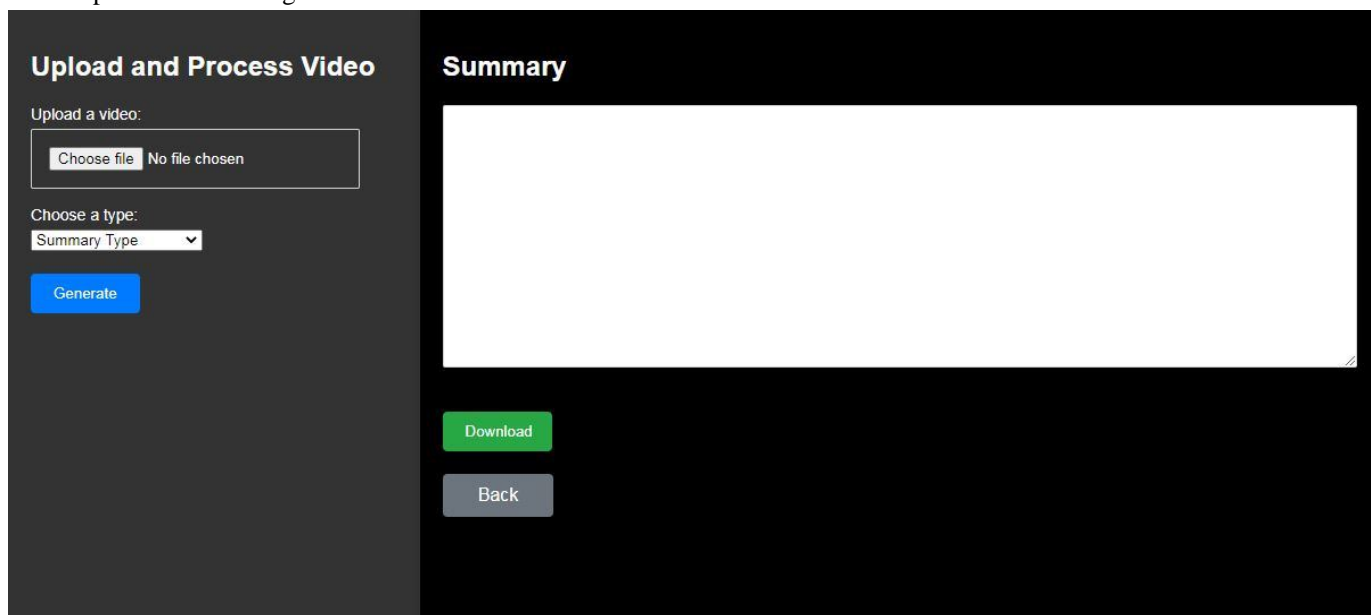 Upload and Process Video
Upload a video:
Choose file No file chosen
Choose a type:
Summary Type
Generate
Summary
Download
Back